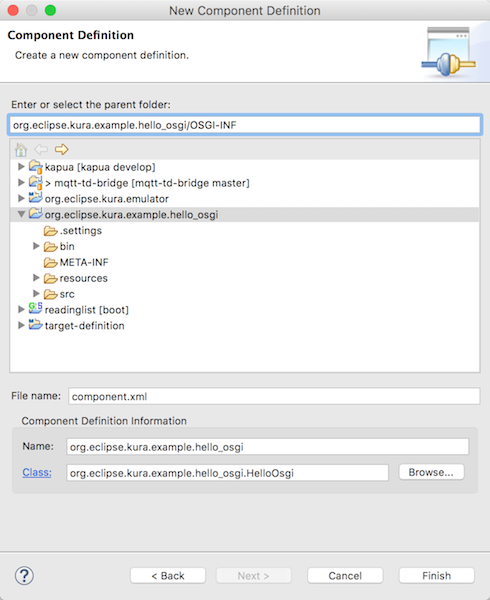 New Component Definition
Component Definition
Create a new component definition.
Enter or select the parent folder:
org.eclipse.kura.example.hello_osgi/OSGI-INF
kapua [kapua develop]
> mqtt-td-bridge [mqtt-td-bridge master]
org.eclipse.kura.emulator
org.eclipse.kura.example.hello_osgi
.settings
bin
META-INF
resources
src
readinglist [boot]
target-definition
File name: component.xml
Component Definition Information
Name: org.eclipse.kura.example.hello_osgi
Class: org.eclipse.kura.example.hello_osgi.HelloOsgi Browse...
? < Back Next > Cancel Finish